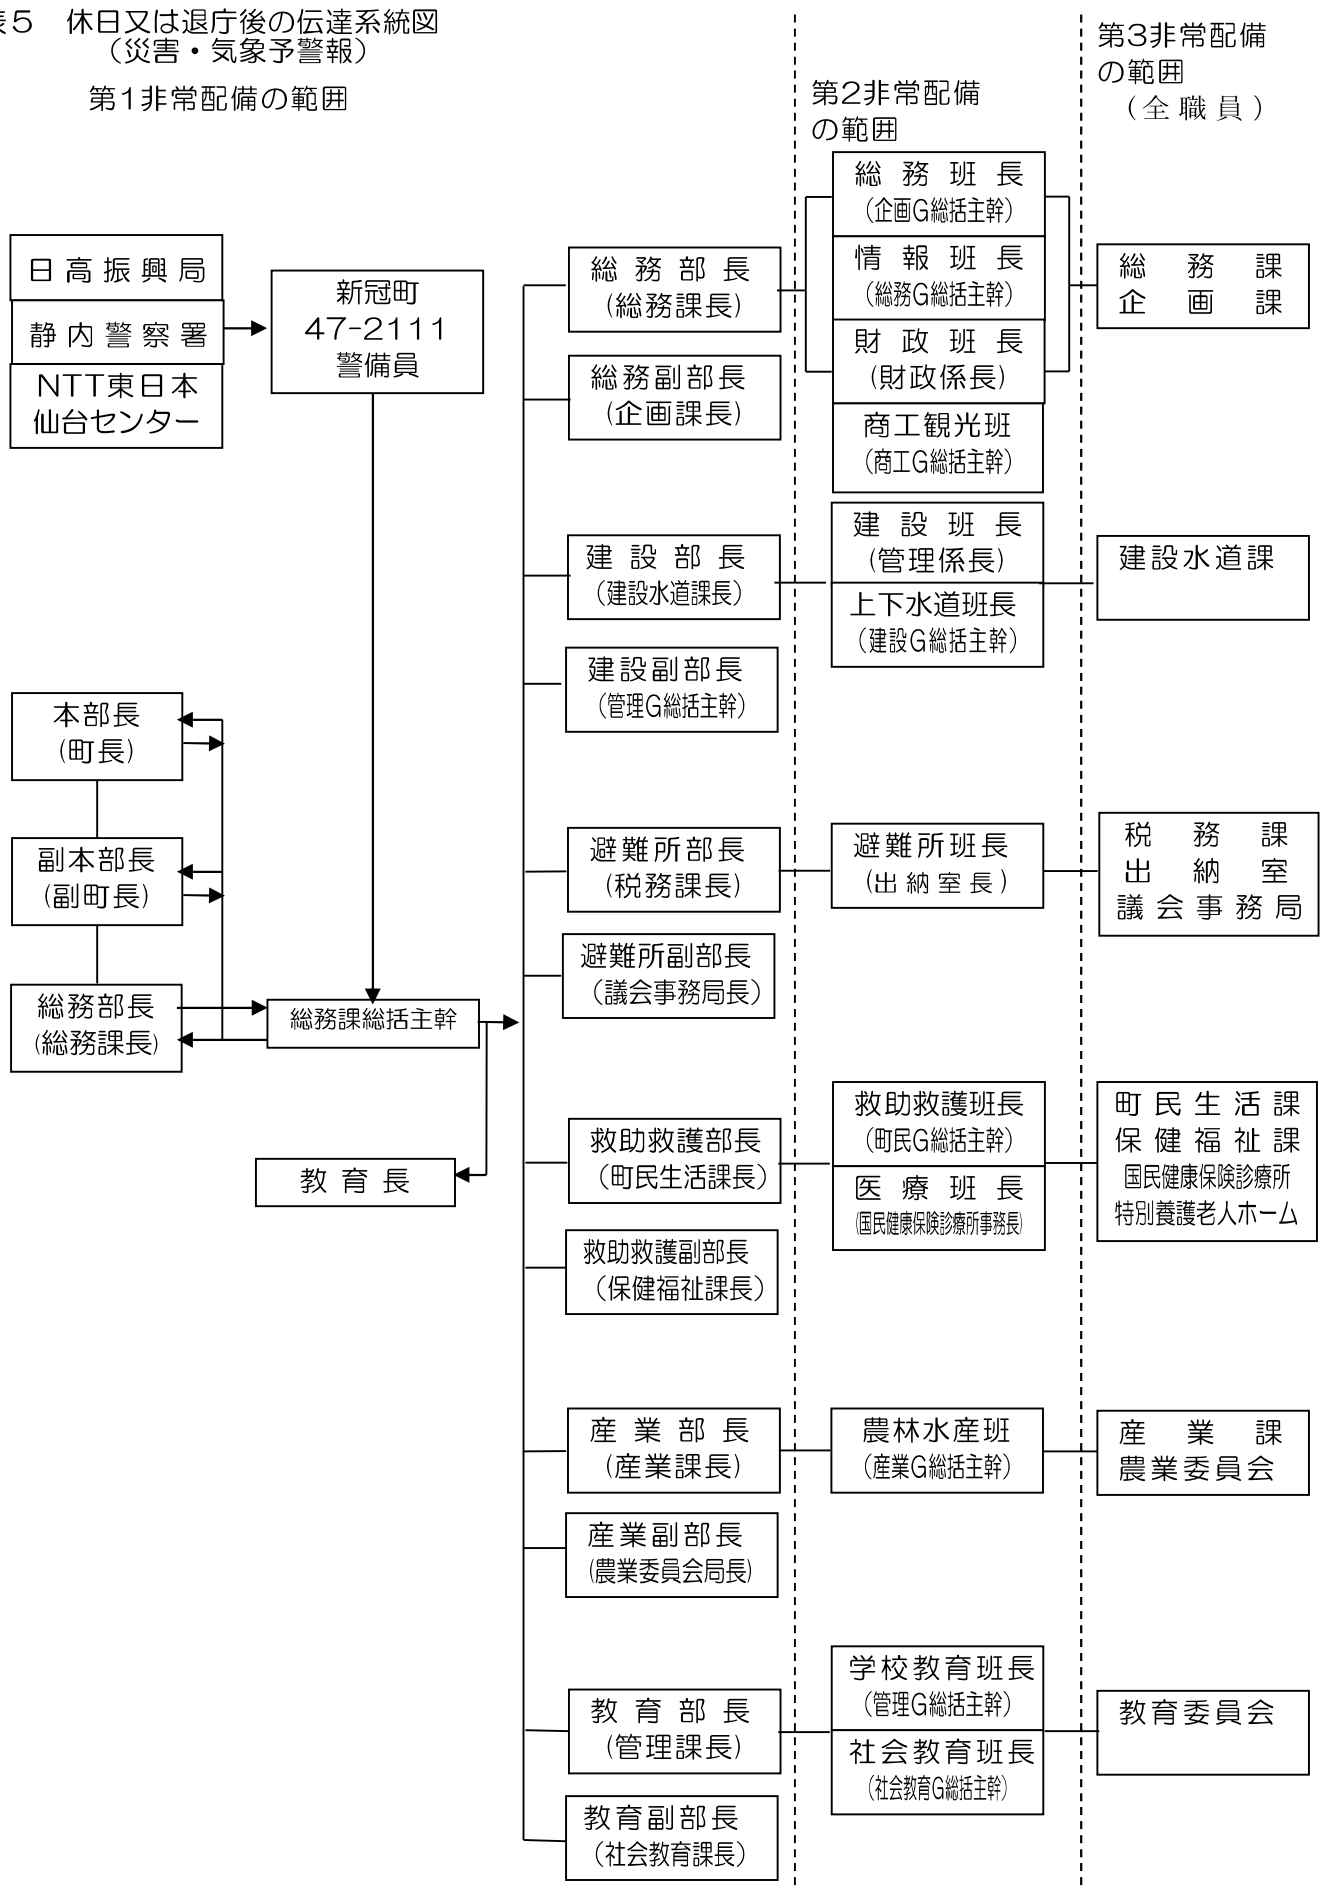 表5　休日又は退庁後の伝達系統図
（災害・気象予警報）
第1非常配備の範囲
第2非常配備
の範囲
第3非常配備
の範囲
（全職員）
日高振興局
静内警察署
NTT東日本
仙台センター
新冠町
47-2111
警備員
本部長
(町長)
副本部長
(副町長)
総務部長
(総務課長)
総務課総括主幹
教育長
総務部長
(総務課長)
総務副部長
(企画課長)
建設部長
（建設水道課長）
建設副部長
（管理G総括主幹）
避難所部長
(税務課長)
避難所副部長
（議会事務局長）
救助救護部長
（町民生活課長）
救助救護副部長
（保健福祉課長）
産業部長
(産業課長)
産業副部長
(農業委員会局長)
教育部長
(管理課長)
教育副部長
（社会教育課長）
総務班長
（企画G総括主幹）
情報班長
（総務G総括主幹）
財政班長
(財政係長)
商工観光班
（商工G総括主幹）
建設班長
(管理係長)
上下水道班長
（建設G総括主幹）
避難所班長
(出納室長)
救助救護班長
（町民G総括主幹）
医療班長
（国民健康保険診療所事務長）
農林水産班
（産業G総括主幹）
学校教育班長
（管理G総括主幹）
社会教育班長
（社会教育G総括主幹）
総務課
企画課
建設水道課
税務課
出納室
議会事務局
町民生活課
保健福祉課
国民健康保険診療所
特別養護老人ホーム
産業課
農業委員会
教育委員会